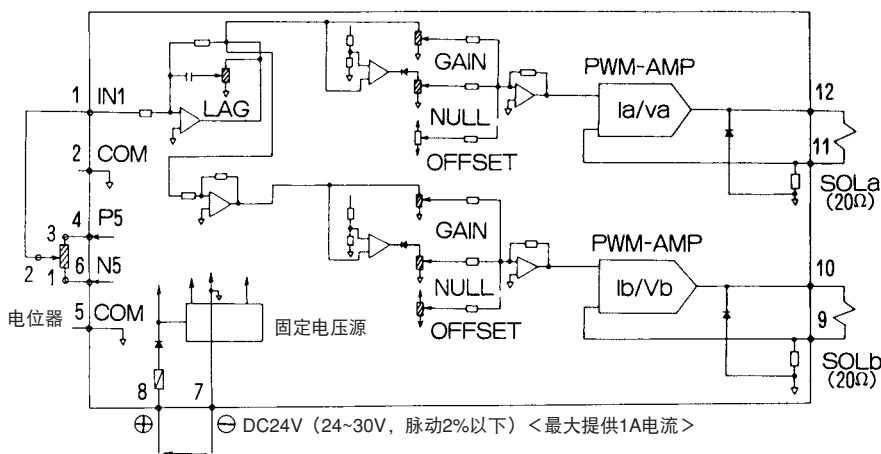 PWM-AMP
GAIN
12
1
IN1
LAG
Ia/va
NULL
11
2
COM
OFFSET
SOLa
(20Ω)
4
P5
3
GAIN
PWM-AMP
2
6
N5
1
10
Ib/Vb
NULL
电位器
5
COM
固定电压源
9
OFFSET
SOLb
(20Ω)
8
7
⊕
⊖ DC24V（24~30V，脉动2%以下）＜最大提供1A电流＞